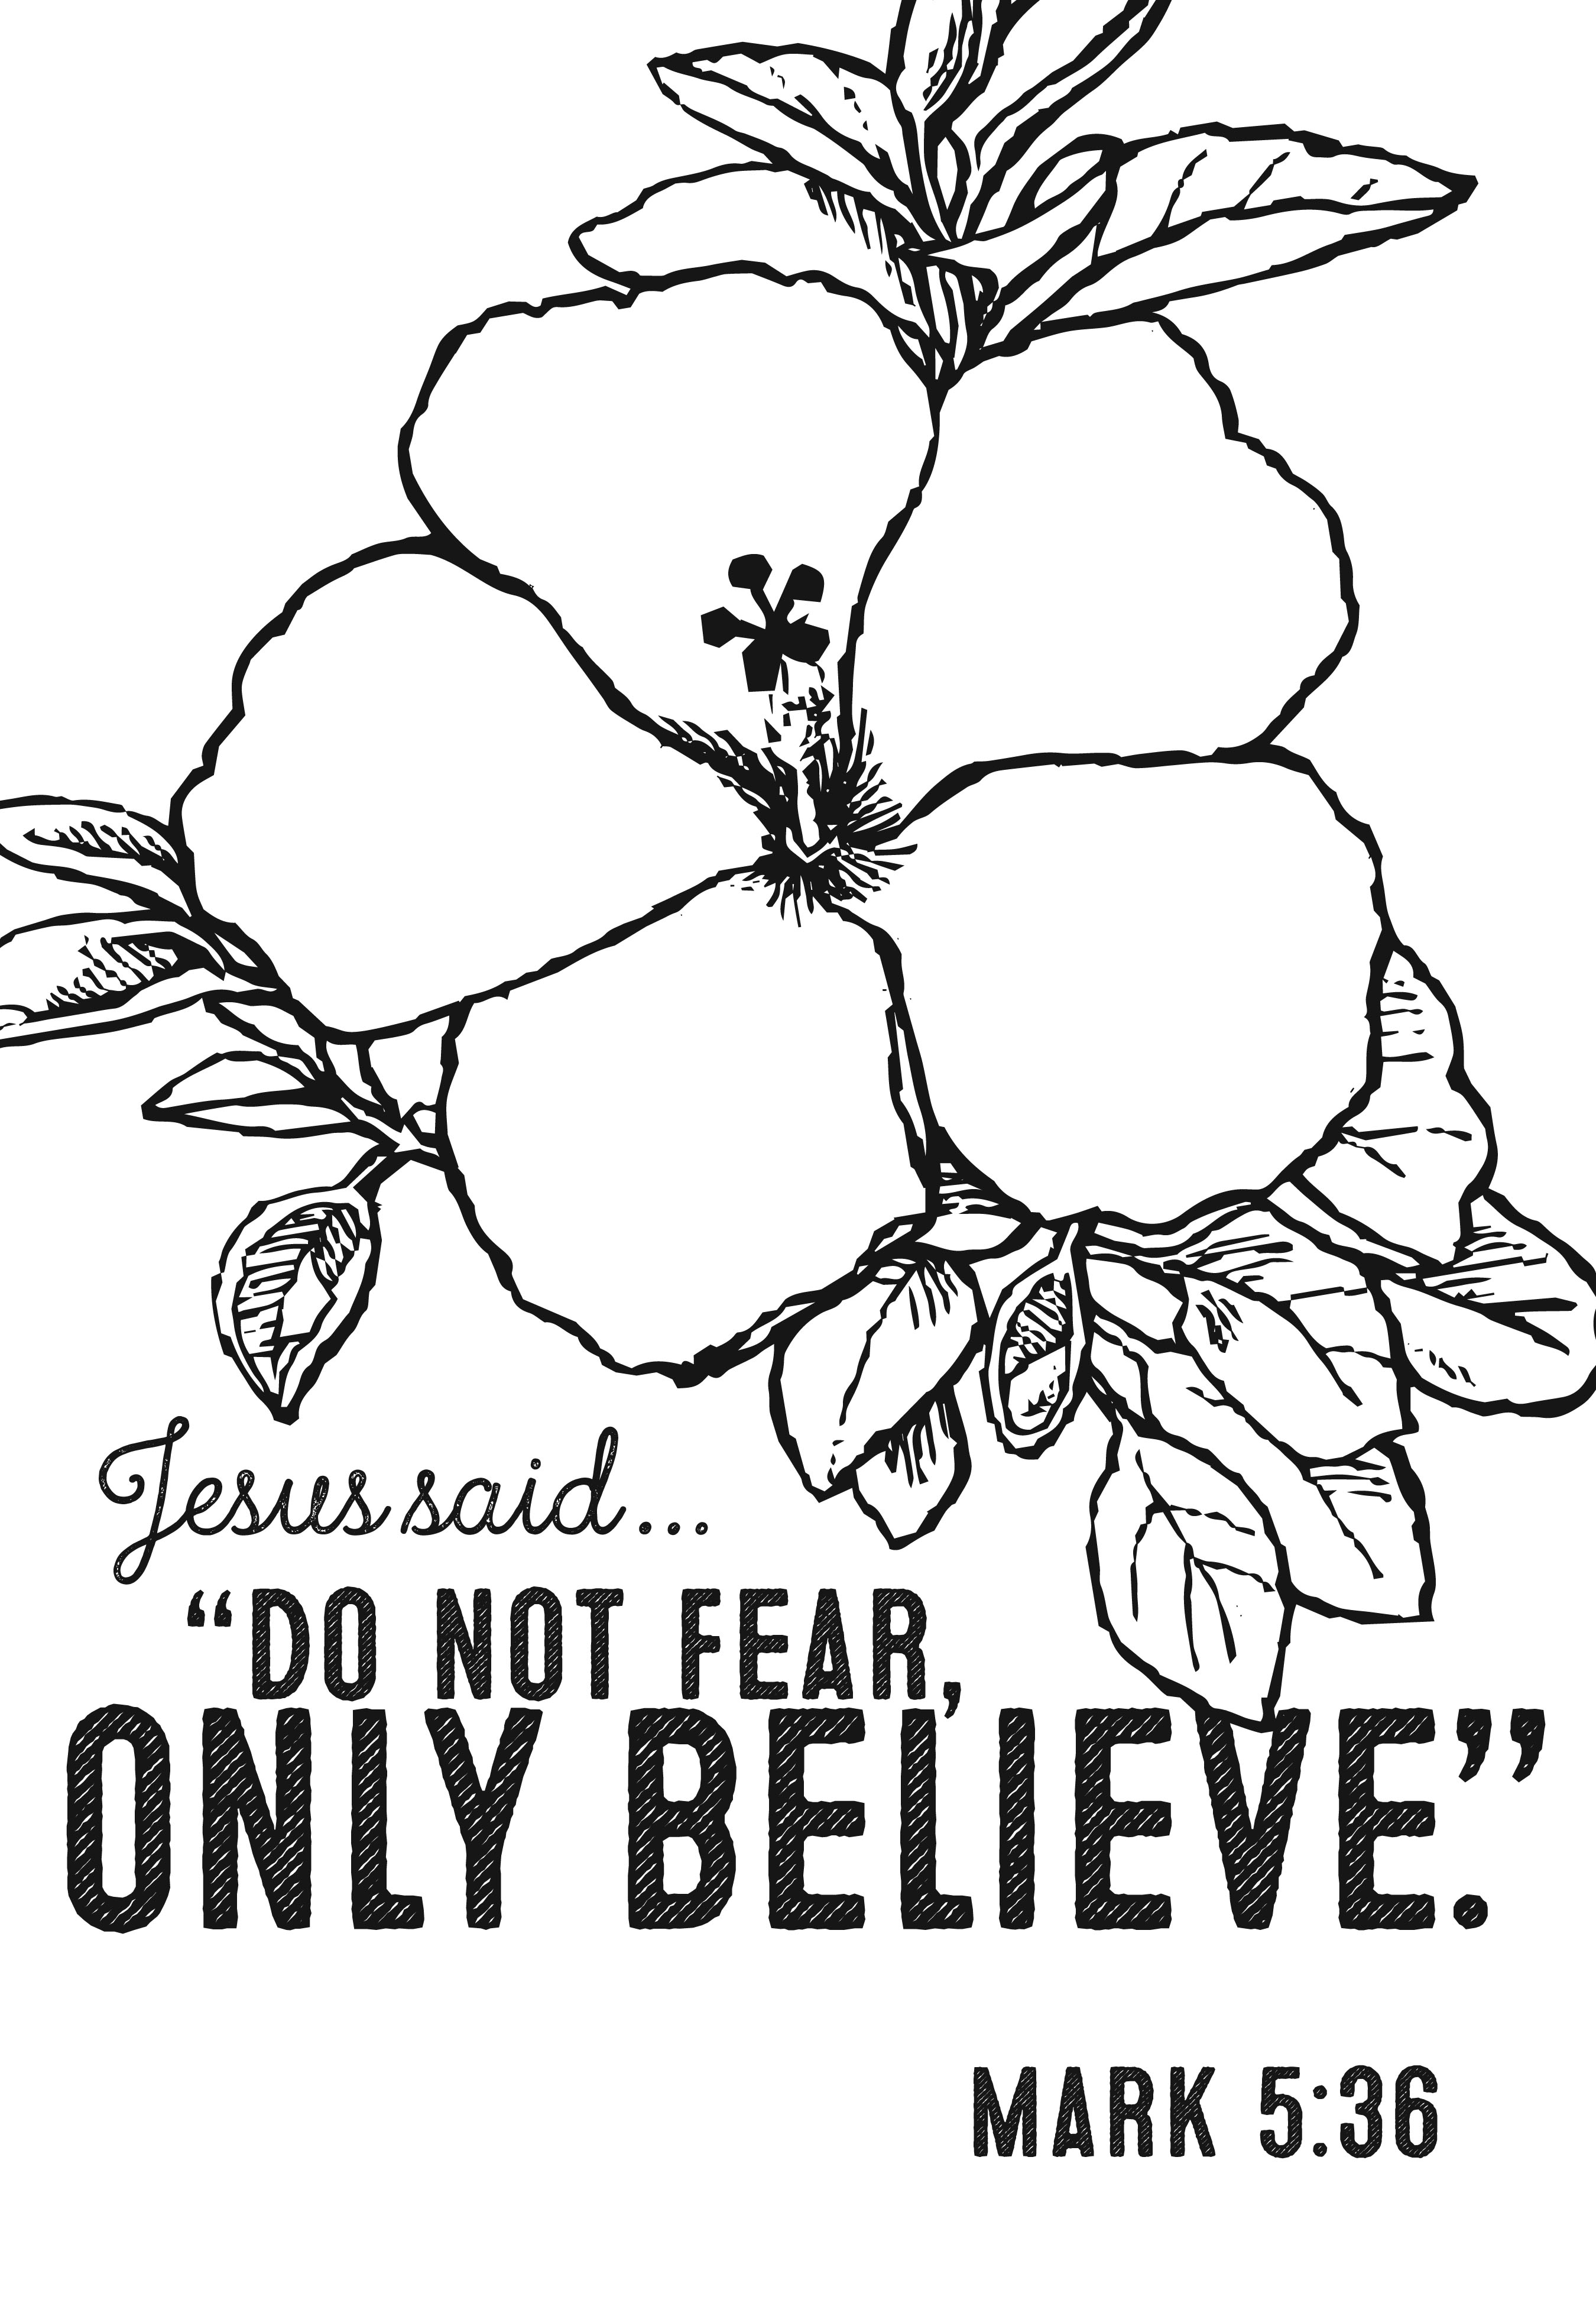 Jesus said...
“DO NOT FEAR,
ONLY BELIEVE.”
MARK 5:36